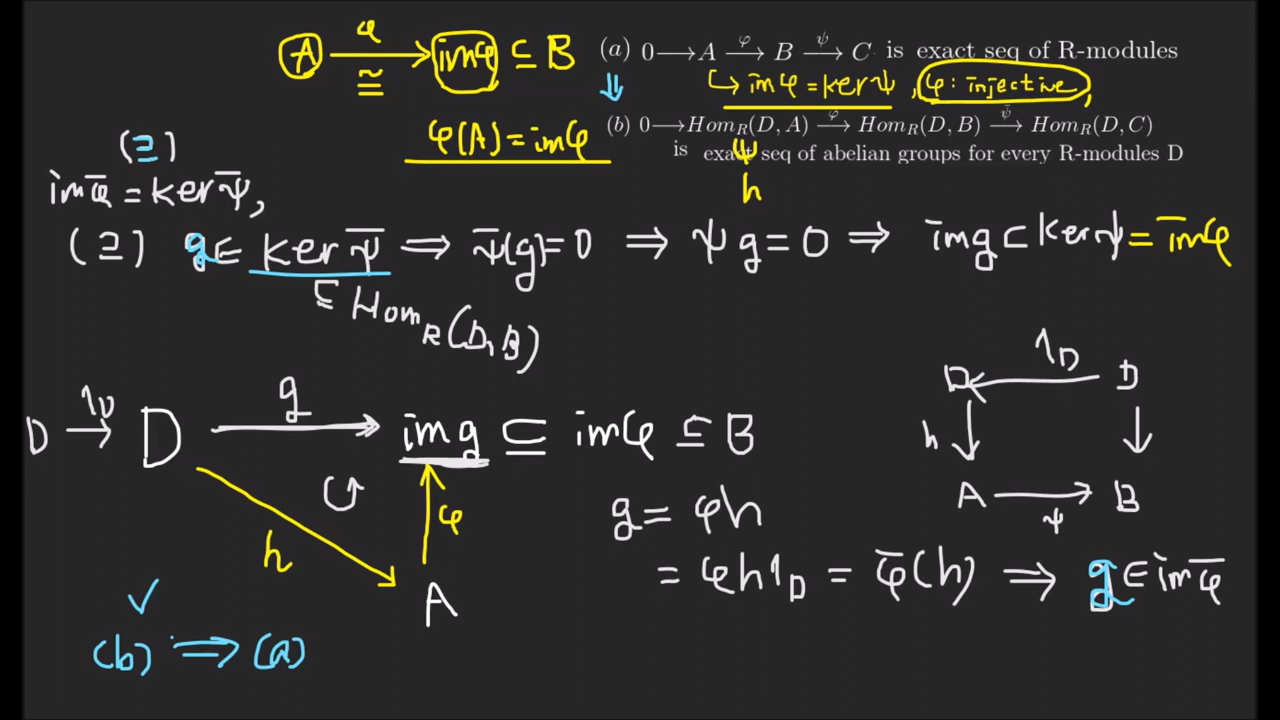 A —φ→ imφ ⊆ B
≅
φ(A) = imφ
(a) 0 ⟶ A —φ→ B —ψ→ C is exact seq of R-modules
↳ imφ = kerψ , φ: injective,
⇓
(b) 0 ⟶ Hom_R(D, A) —φ̄→ Hom_R(D, B) —ψ̄→ Hom_R(D, C)
is exact seq of abelian groups for every R-modules D
ψ
h
(⊇)
imφ̄ = kerψ̄,
(⊇) g ∈ kerψ̄ ⟹ ψ̄(g) = 0 ⟹ ψg = 0 ⟹ img ⊂ kerψ = īmφ
⊆ Hom_R(D, B)
D —1_D→ D —g→ img ⊆ imφ ⊆ B
↺
h
φ
A
D ←1_D— D
h
A —ψ→ B
g = φh
= φh1_D = φ̄(h) ⟹ g ∈ imφ̄
✓
(b) ⟹ (a)